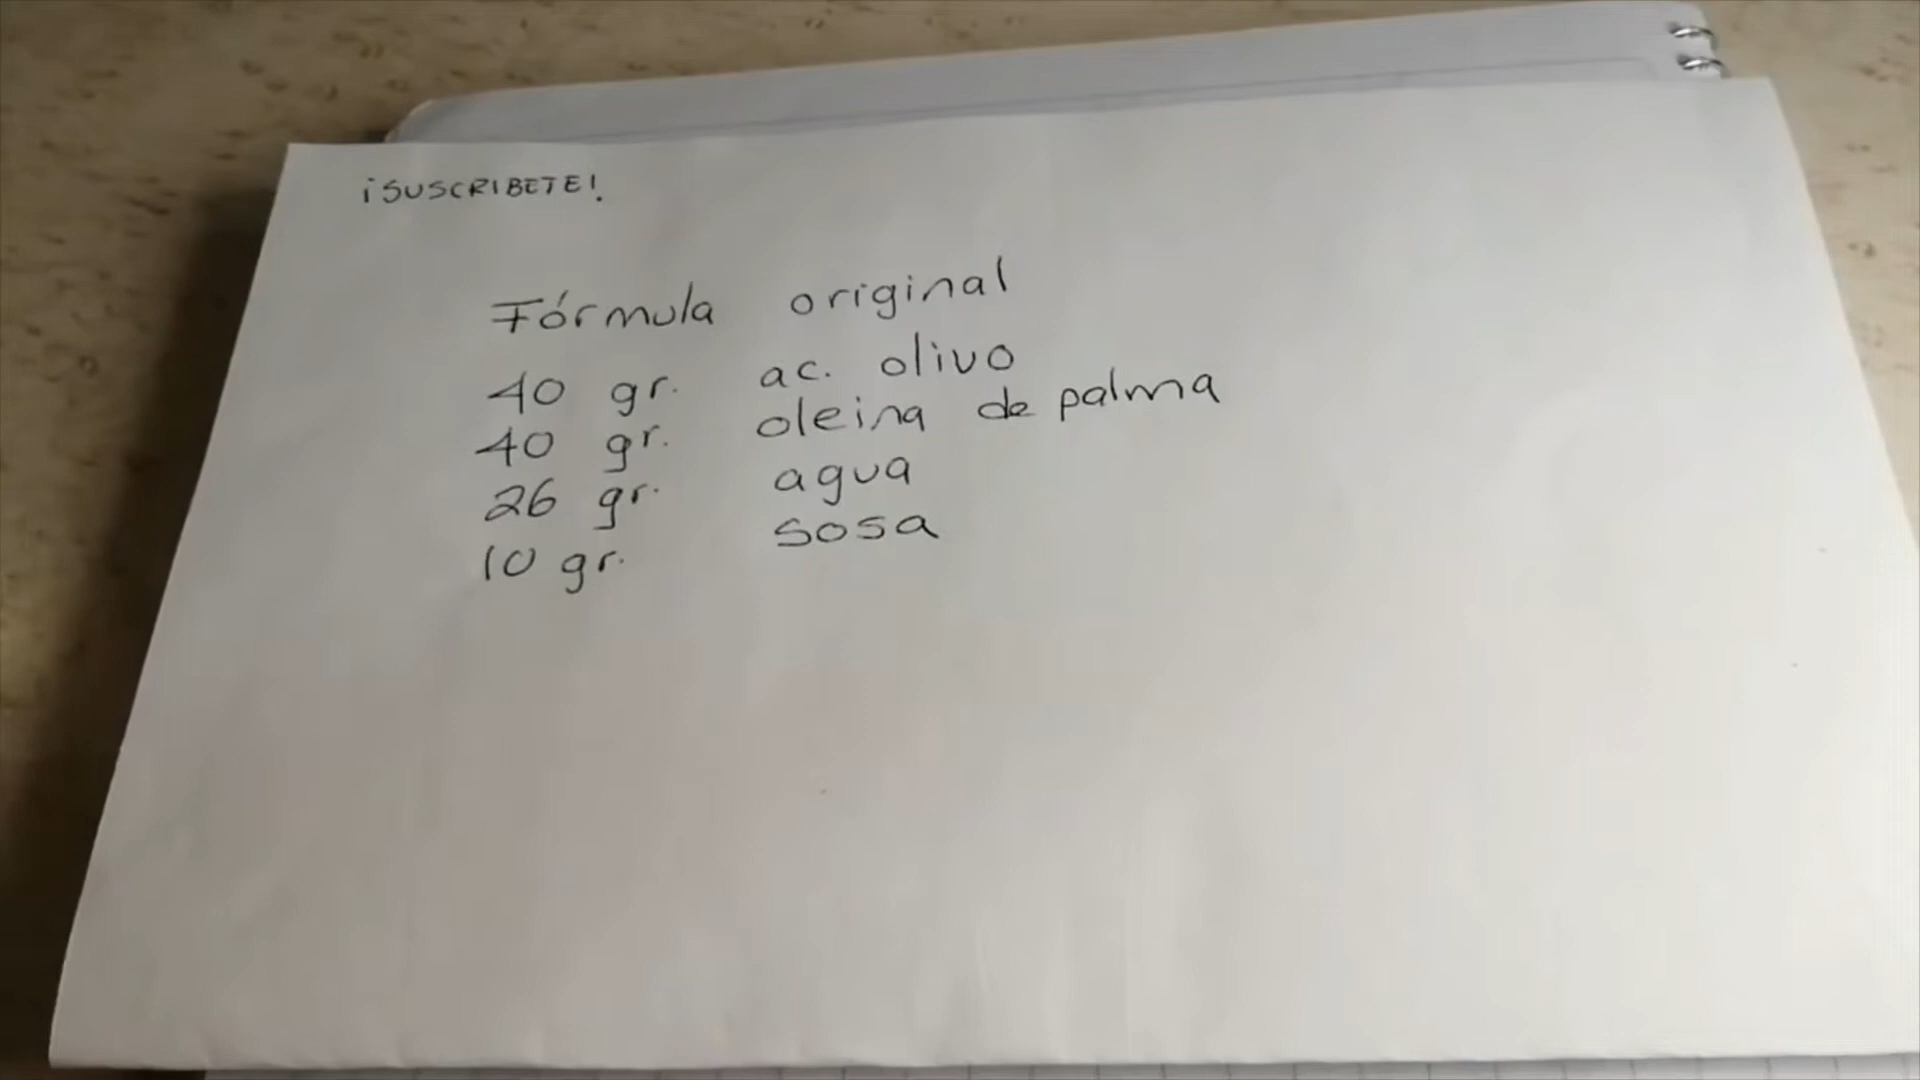 ¡SUSCRIBETE!
Fórmula original
40 gr. ac. olivo
40 gr. oleina de palma
26 gr. agua
10 gr. sosa